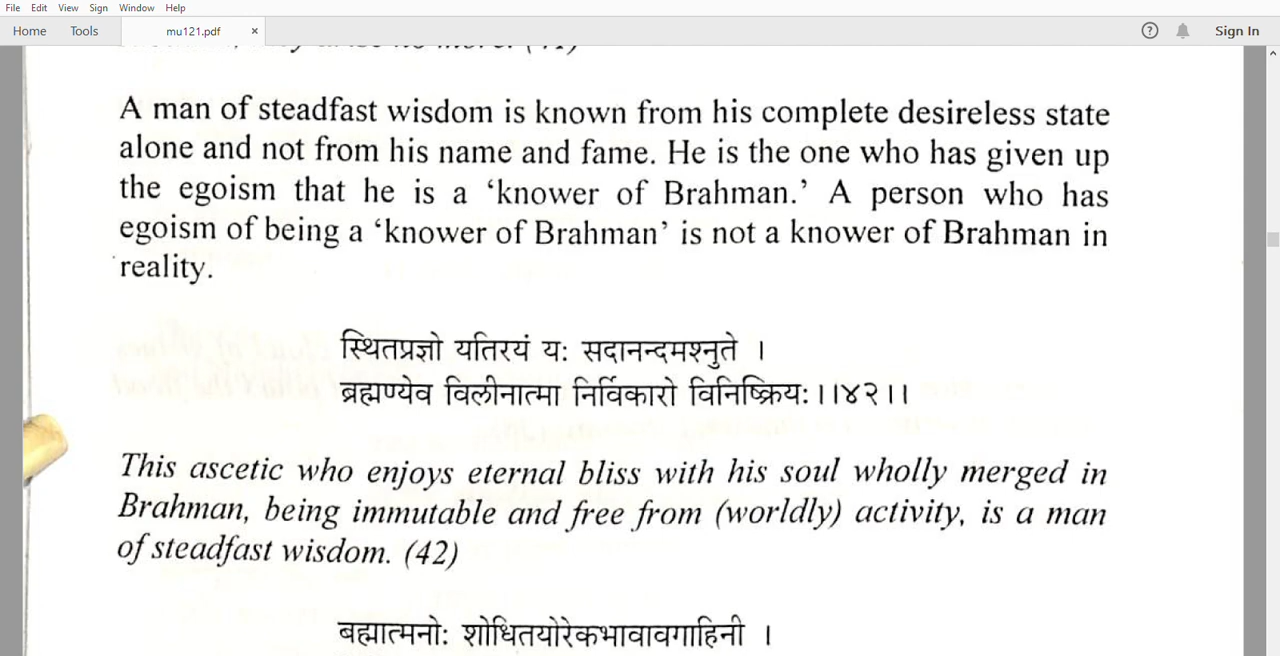 File Edit View Sign Window Help
Home Tools mu121.pdf × ? Sign In
A man of steadfast wisdom is known from his complete desireless state
alone and not from his name and fame. He is the one who has given up
the egoism that he is a ‘knower of Brahman.’ A person who has
egoism of being a ‘knower of Brahman’ is not a knower of Brahman in
reality.
स्थितप्रज्ञो यतिरयं यः सदानन्दमश्नुते ।
ब्रह्मण्येव विलीनात्मा निर्विकारो विनिष्क्रियः।।४२।।
This ascetic who enjoys eternal bliss with his soul wholly merged in
Brahman, being immutable and free from (worldly) activity, is a man
of steadfast wisdom. (42)
बह्मात्मनोः शोधितयोरेकभावावगाहिनी ।